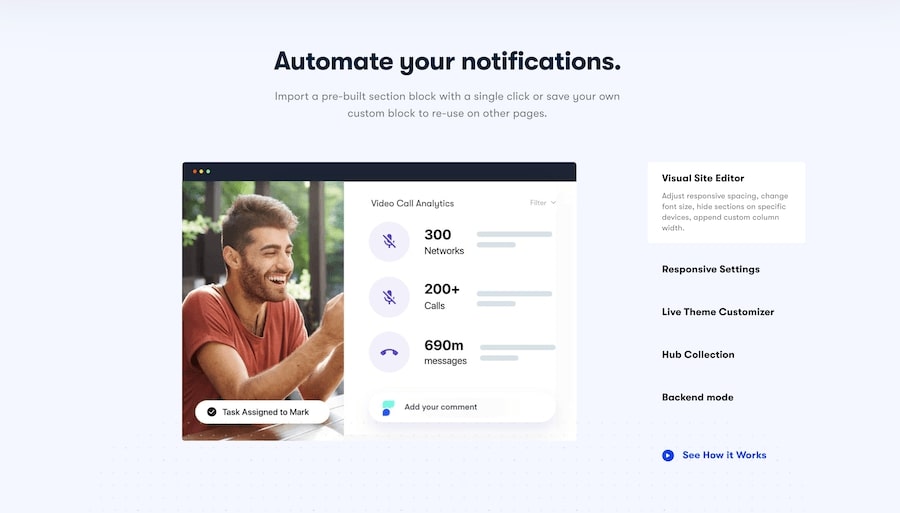 Automate your notifications.
Import a pre-built section block with a single click or save your own
custom block to re-use on other pages.
Video Call Analytics
Filter
300
Networks
200+
Calls
690m
messages
Task Assigned to Mark
Add your comment
Visual Site Editor
Adjust responsive spacing, change
font size, hide sections on specific
devices, append custom column
width.
Responsive Settings
Live Theme Customizer
Hub Collection
Backend mode
See How it Works